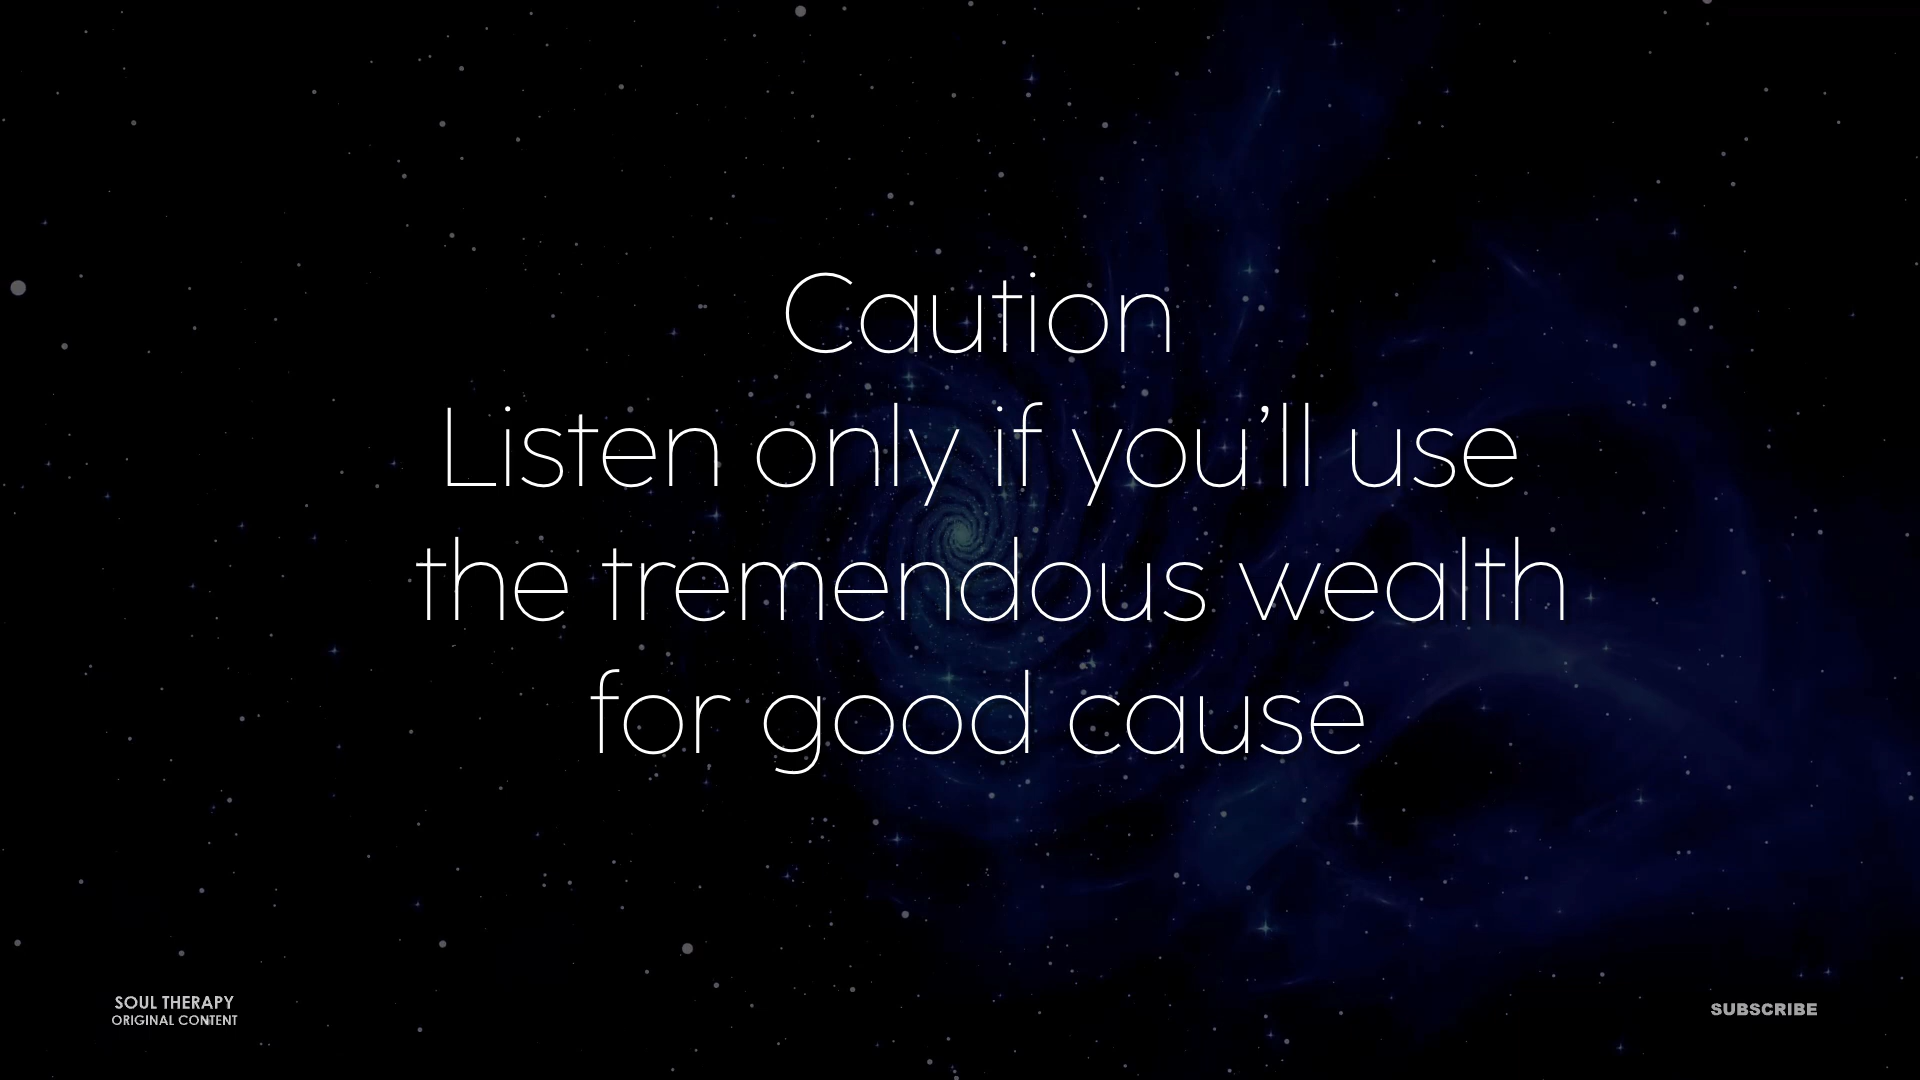 Caution
Listen only if you’ll use
the tremendous wealth
for good cause
SOUL THERAPY
ORIGINAL CONTENT
SUBSCRIBE